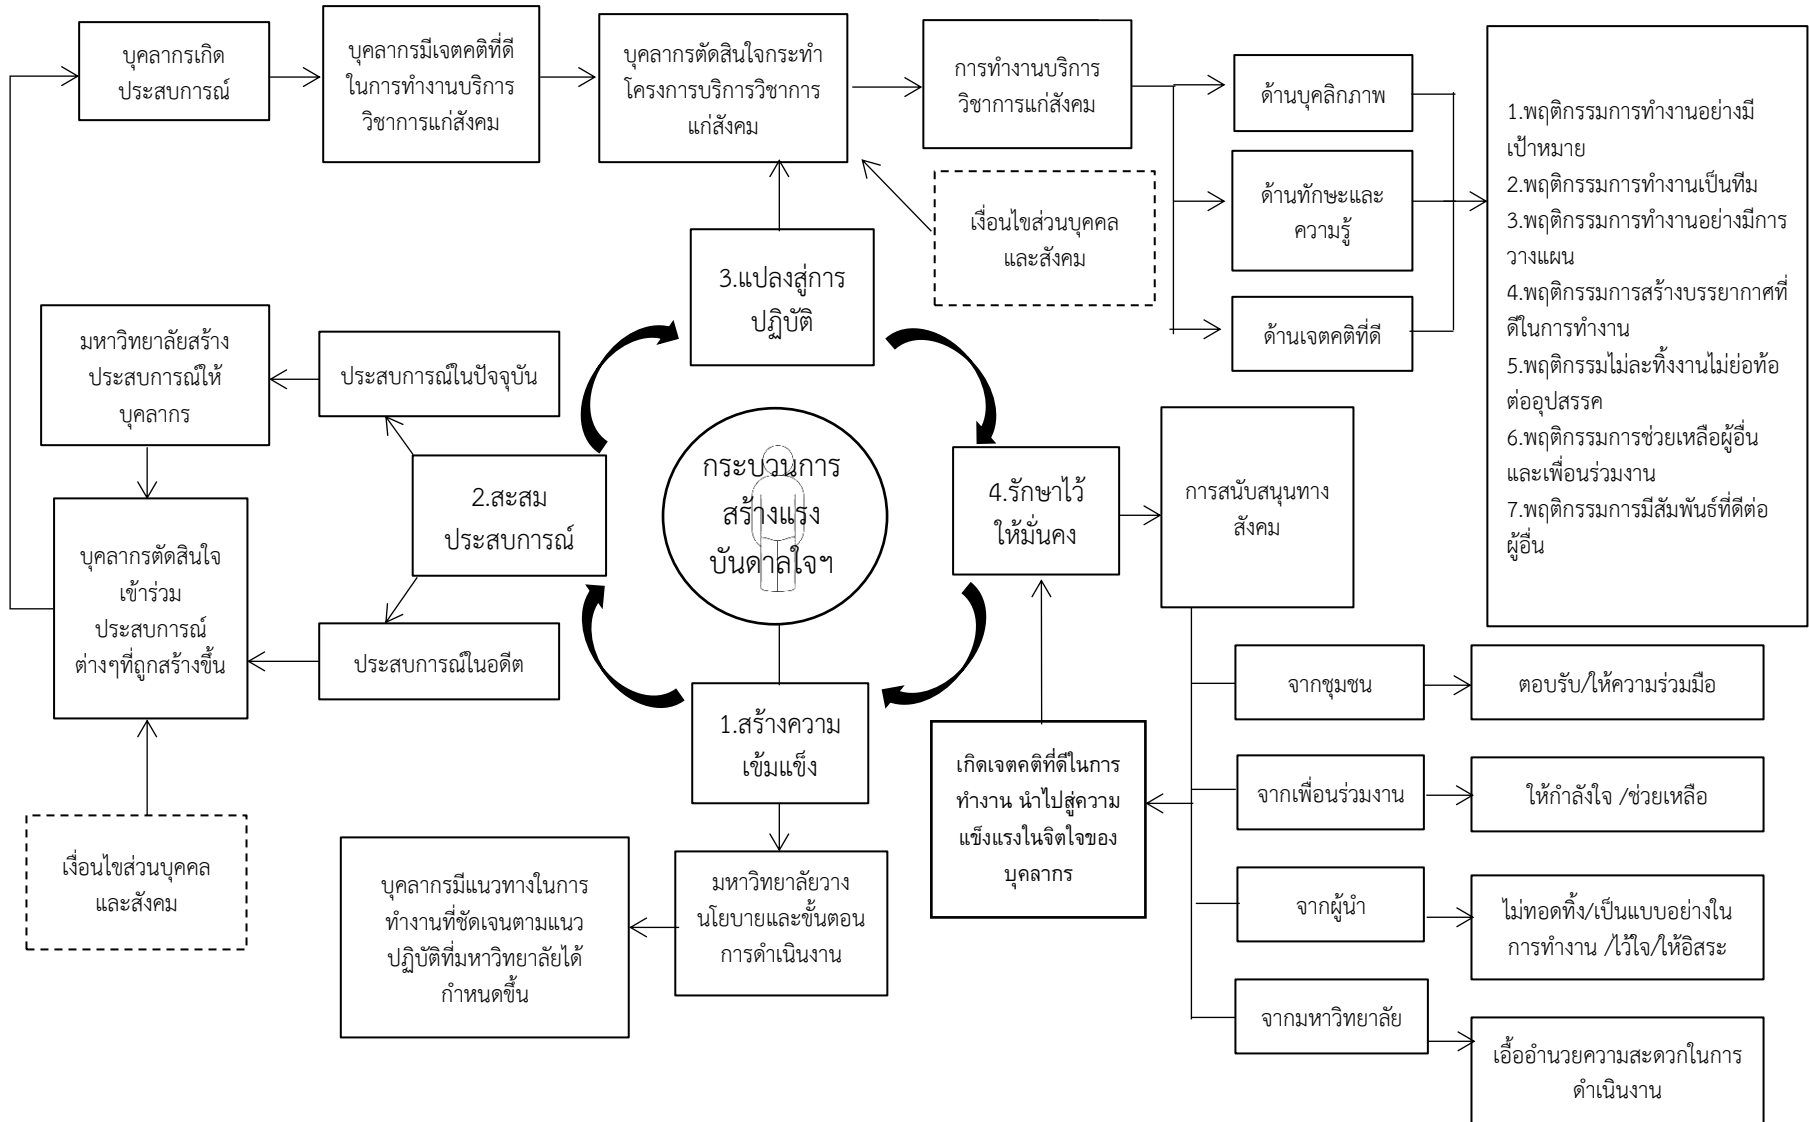 บุคลากรเกิด
ประสบการณ์
บุคลากรมีเจตคติที่ดี
ในการทำงานบริการ
วิชาการแก่สังคม
บุคลากรตัดสินใจกระทำ
โครงการบริการวิชาการ
แก่สังคม
การทำงานบริการ
วิชาการแก่สังคม
ด้านบุคลิกภาพ
ด้านทักษะและ
ความรู้
ด้านเจตคติที่ดี
1.พฤติกรรมการทำงานอย่างมี
เป้าหมาย
2.พฤติกรรมการทำงานเป็นทีม
3.พฤติกรรมการทำงานอย่างมีการ
วางแผน
4.พฤติกรรมการสร้างบรรยากาศที่
ดีในการทำงาน
5.พฤติกรรมไม่ละทิ้งงานไม่ย่อท้อ
ต่ออุปสรรค
6.พฤติกรรมการช่วยเหลือผู้อื่น
และเพื่อนร่วมงาน
7.พฤติกรรมการมีสัมพันธ์ที่ดีต่อ
ผู้อื่น
เงื่อนไขส่วนบุคคล
และสังคม
3.แปลงสู่การ
ปฏิบัติ
มหาวิทยาลัยสร้าง
ประสบการณ์ให้
บุคลากร
ประสบการณ์ในปัจจุบัน
2.สะสม
ประสบการณ์
กระบวนการ
สร้างแรง
บันดาลใจฯ
4.รักษาไว้
ให้มั่นคง
การสนับสนุนทาง
สังคม
บุคลากรตัดสินใจ
เข้าร่วม
ประสบการณ์
ต่างๆที่ถูกสร้างขึ้น
ประสบการณ์ในอดีต
1.สร้างความ
เข้มแข็ง
เกิดเจตคติที่ดีในการ
ทำงาน นำไปสู่ความ
แข็งแรงในจิตใจของ
บุคลากร
จากชุมชน
ตอบรับ/ให้ความร่วมมือ
จากเพื่อนร่วมงาน
ให้กำลังใจ /ช่วยเหลือ
จากผู้นำ
ไม่ทอดทิ้ง/เป็นแบบอย่างใน
การทำงาน /ไว้ใจ/ให้อิสระ
จากมหาวิทยาลัย
เอื้ออำนวยความสะดวกในการ
ดำเนินงาน
เงื่อนไขส่วนบุคคล
และสังคม
บุคลากรมีแนวทางในการ
ทำงานที่ชัดเจนตามแนว
ปฏิบัติที่มหาวิทยาลัยได้
กำหนดขึ้น
มหาวิทยาลัยวาง
นโยบายและขั้นตอน
การดำเนินงาน